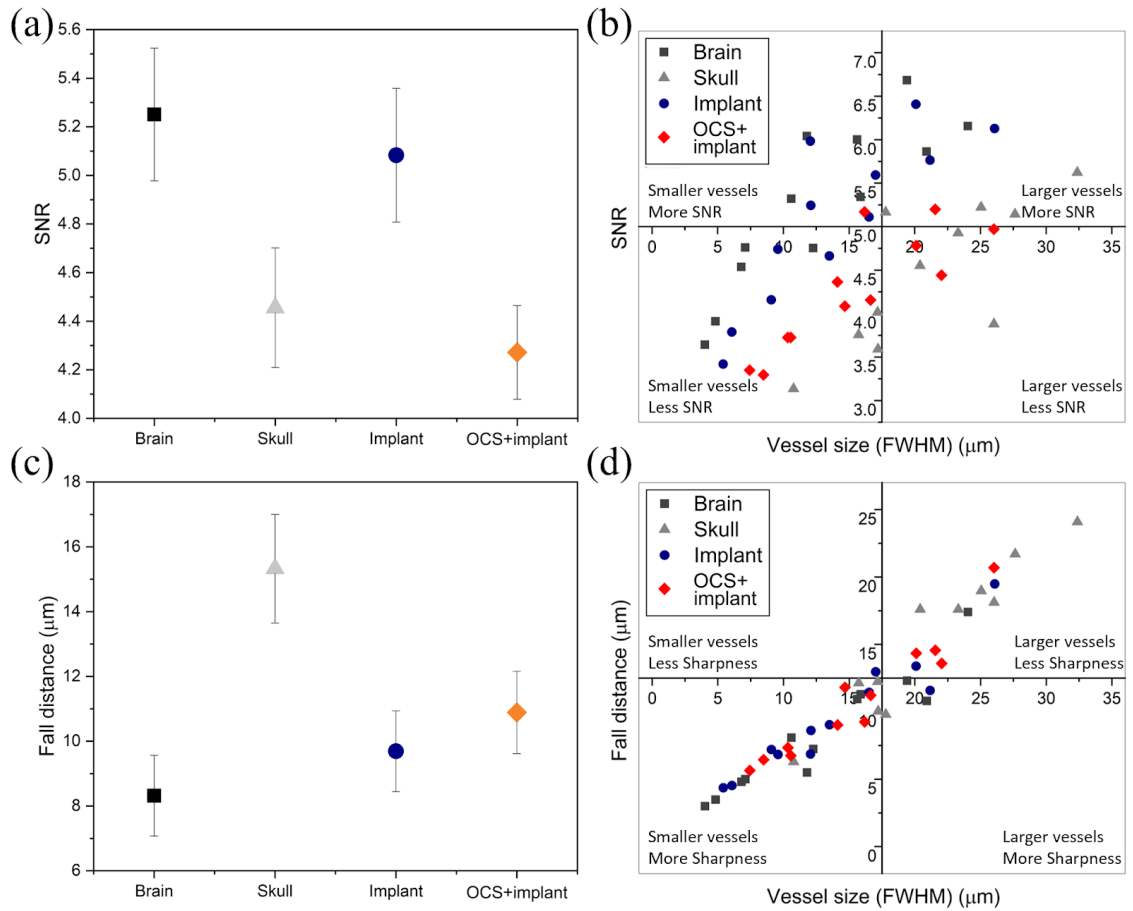 (a)
5.6
5.4
5.2
5.0
4.8
4.6
4.4
4.2
4.0
SNR
Brain
Skull
Implant
OCS+implant
(b)
Brain
Skull
Implant
OCS+
implant
7.0
6.5
6.0
5.5
5.0
4.5
4.0
3.5
3.0
SNR
Smaller vessels
More SNR
Larger vessels
More SNR
0 5 10 15 20 25 30 35
Smaller vessels
Less SNR
Larger vessels
Less SNR
Vessel size (FWHM) (μm)
(c)
18
16
14
12
10
8
6
Fall distance (μm)
Brain
Skull
Implant
OCS+implant
(d)
Brain
Skull
Implant
OCS+
implant
25
20
15
10
5
0
Fall distance (μm)
Smaller vessels
Less Sharpness
Larger vessels
Less Sharpness
0 5 10 15 20 25 30 35
Smaller vessels
More Sharpness
Larger vessels
More Sharpness
Vessel size (FWHM) (μm)